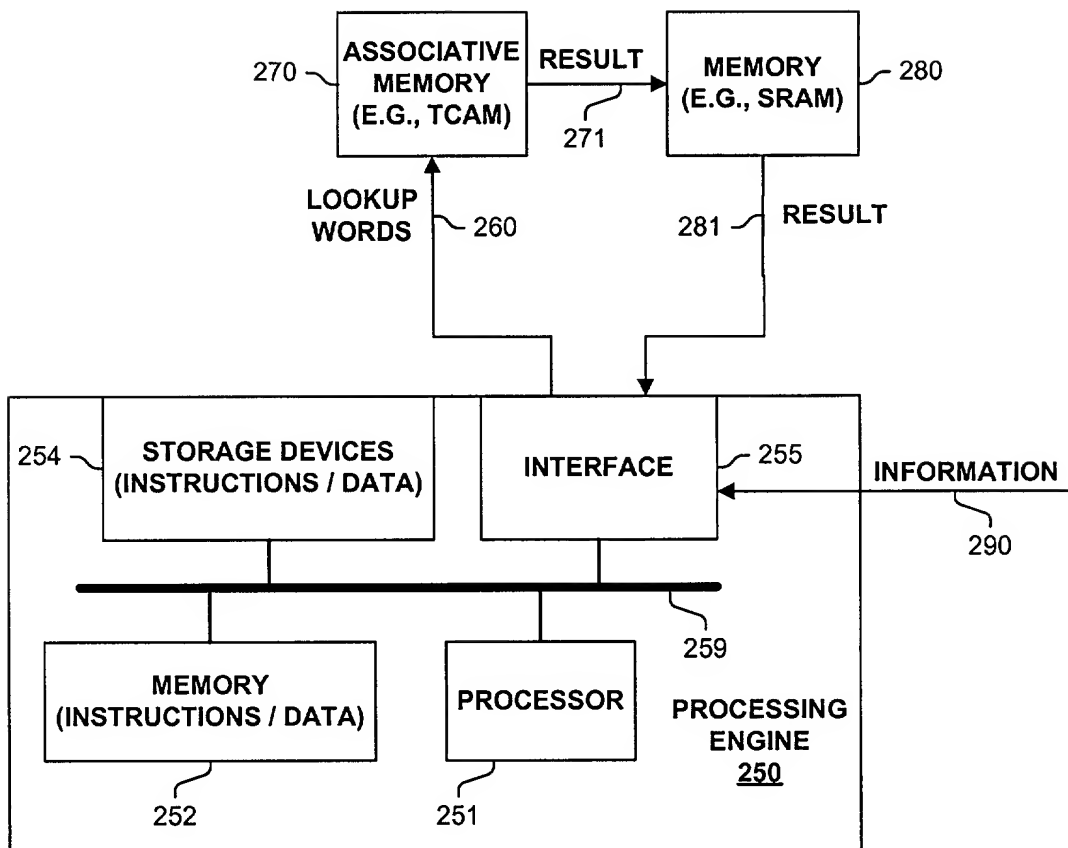 270
ASSOCIATIVE
MEMORY
(E.G., TCAM)
RESULT
271
MEMORY
(E.G., SRAM)
280
LOOKUP
WORDS
260
281
RESULT
254
STORAGE DEVICES
(INSTRUCTIONS / DATA)
INTERFACE
255
INFORMATION
290
259
MEMORY
(INSTRUCTIONS / DATA)
252
PROCESSOR
251
PROCESSING
ENGINE
250